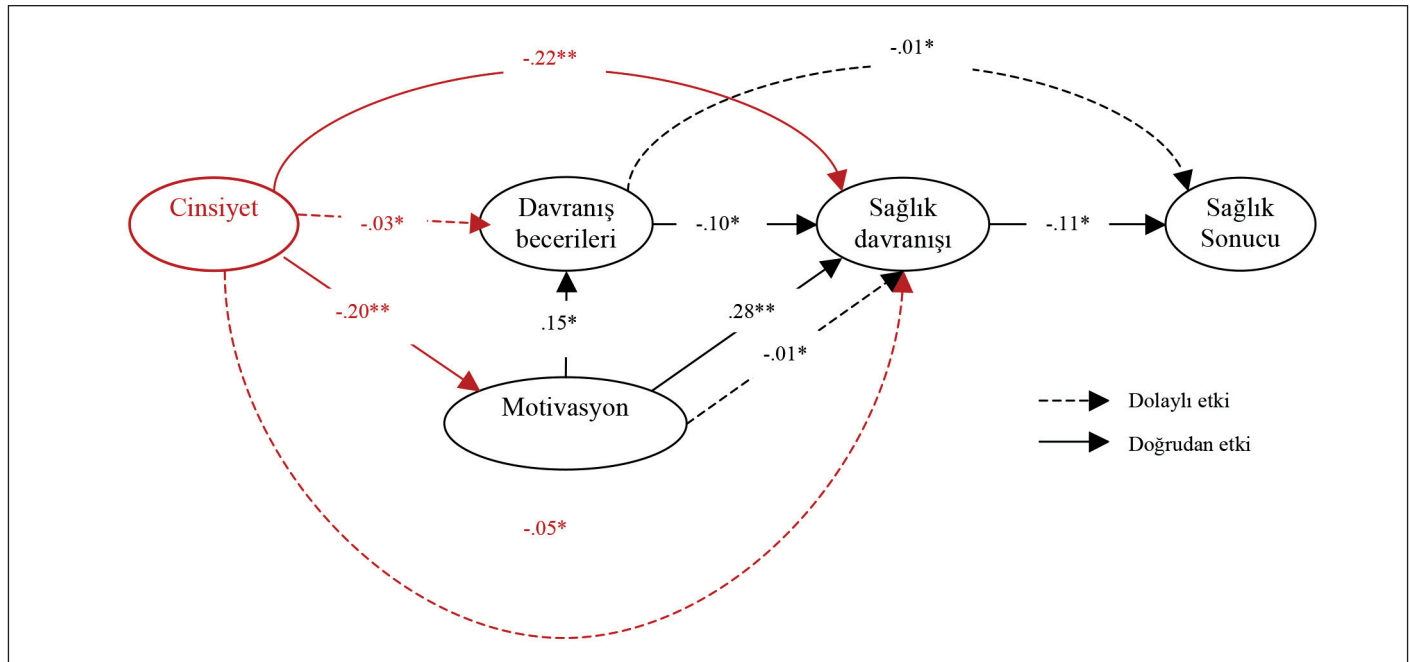 -.01*
-.22**
Cinsiyet
Davranış
becerileri
Sağlık
davranışı
Sağlık
Sonucu
-.03*
-.10*
-.11*
-.20**
.15*
.28**
-.01*
Motivasyon
Dolaylı etki
Doğrudan etki
-.05*